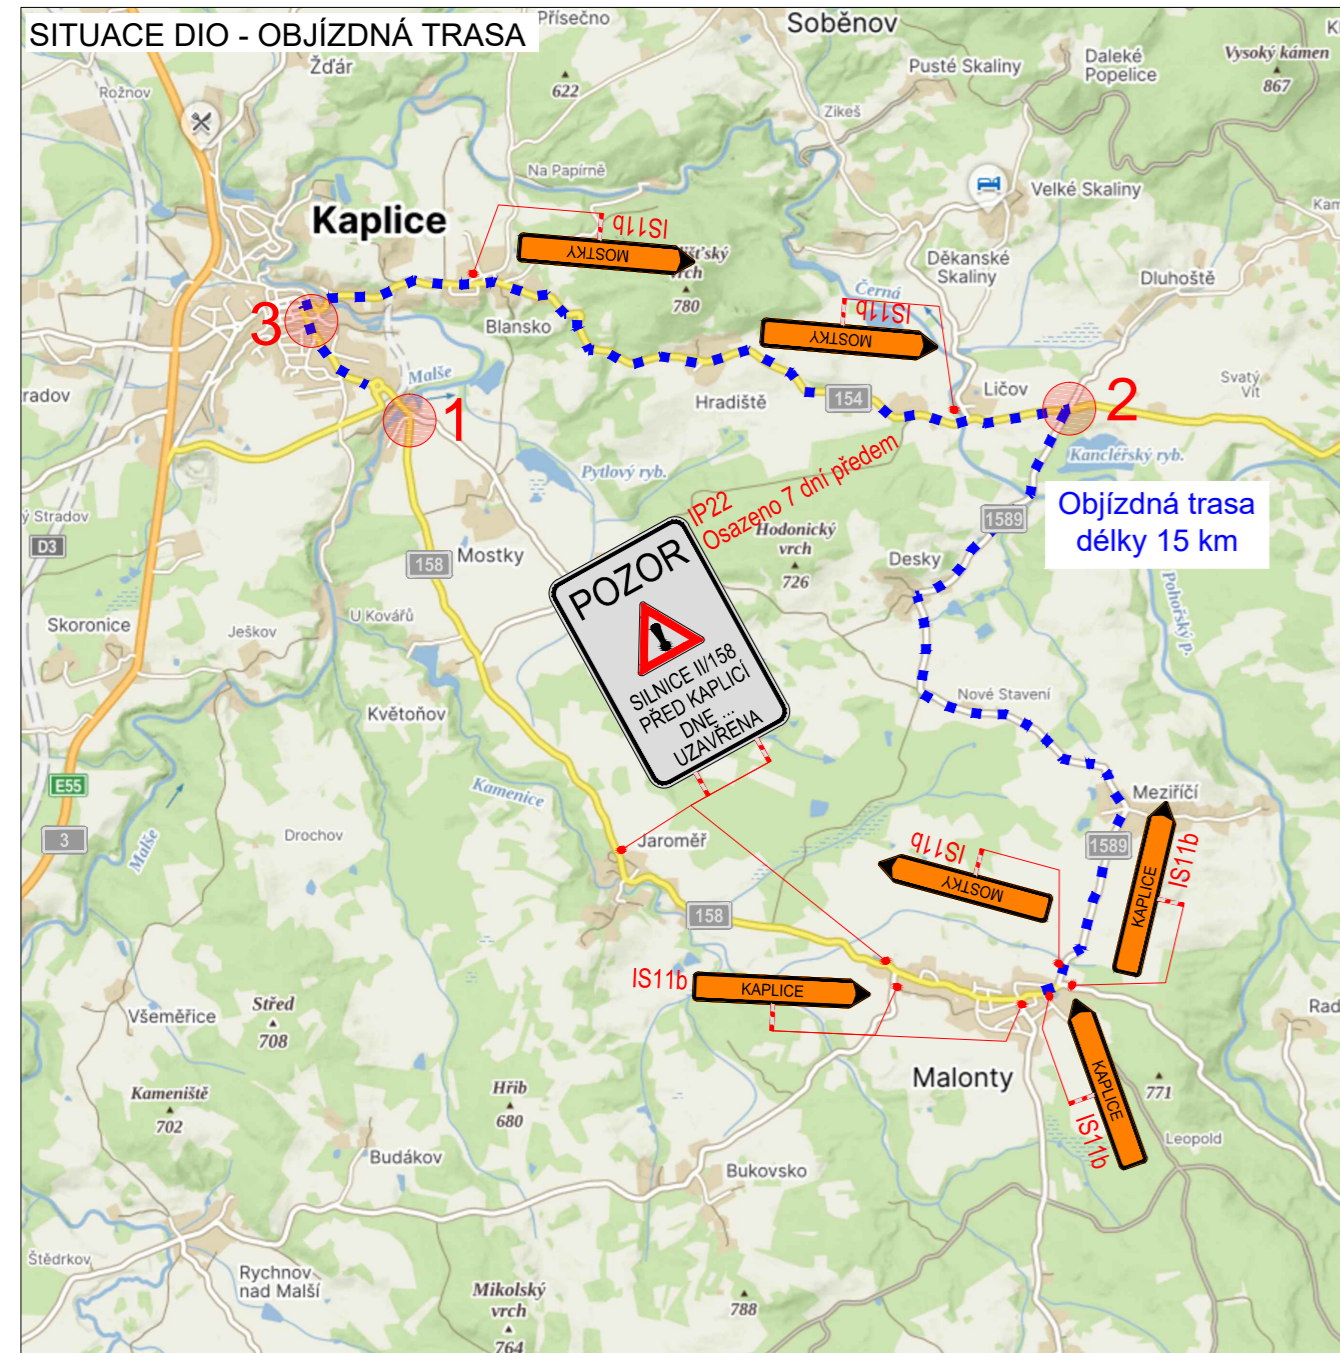 SITUACE DIO - OBJÍZDNÁ TRASA
Přísečno
Soběnov
Žďár
Rožnov
622
Pusté Skaliny
Daleké
Popelice
Vysoký kámen
867
Zikeš
Na Papírně
Velké Skaliny
Kaplice
IS11b
MOSTKY
780
Děkanské
Skaliny
Dluhoště
Černá
IS11b
MOSTKY
3
Blansko
Malše
1
Hradiště
154
Ličov
2
Svatý
Vít
Kancléřský ryb.
Pytlový ryb.
IP22
Osazeno 7 dní předem
Objízdná trasa
délky 15 km
1589
D3
158
Mostky
Hodonický
vrch
726
Desky
POZOR
!
SILNICE II/158
PŘED KAPLICÍ
DNE ...
UZAVŘENA
Pohořský p.
U Kovářů
Skoronice
Ješkov
Květoňov
Nové Stavení
E55
3
Kamenice
Malše
Drochov
Jaroměř
Meziříčí
1589
IS11b
MOSTKY
KAPLICE
IS11b
158
IS11b
KAPLICE
Malonty
KAPLICE
IS11b
771
Leopold
Všeměřice
Střed
708
Kameniště
702
Hřib
680
Budákov
Bukovsko
Štědrkov
Rychnov
nad Malší
Mikolský
vrch
764
788